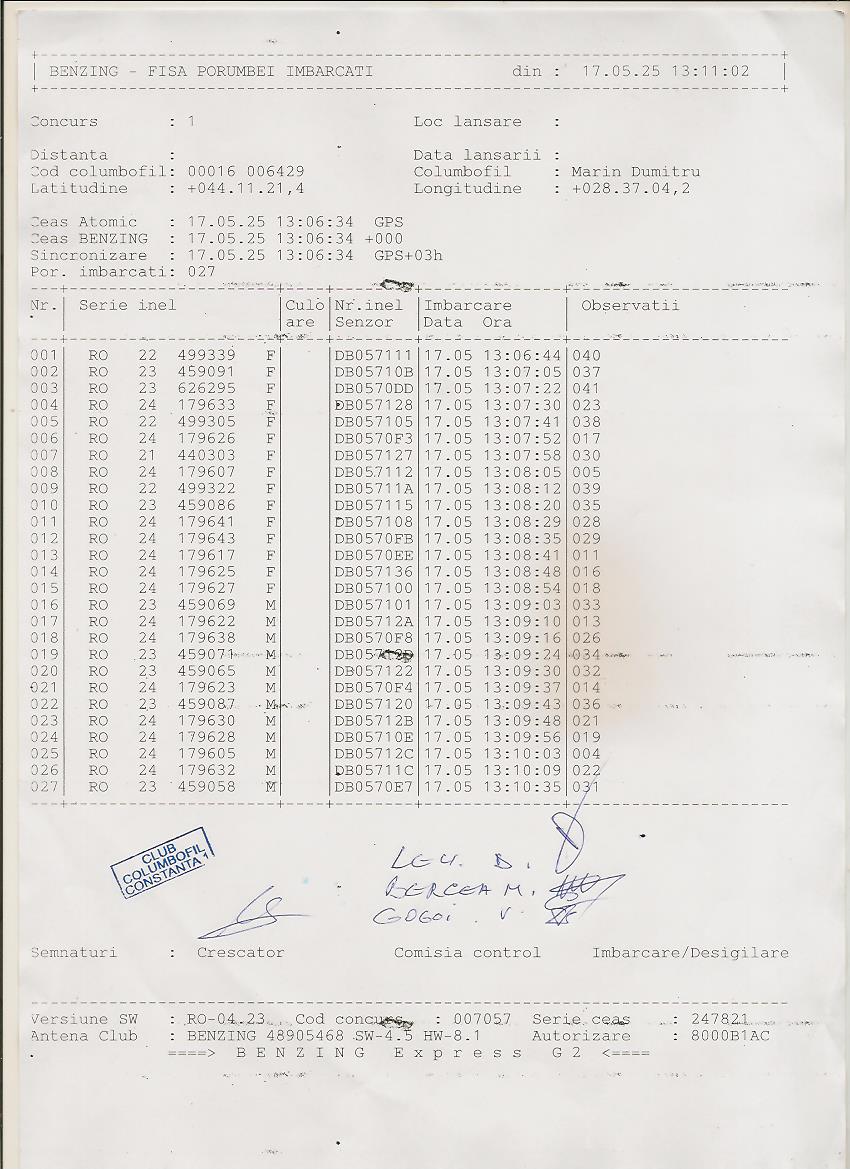 BENZING - FISA PORUMBEI IMBARCATI din : 17.05.25 13:11:02
Concurs : 1 Loc lansare :
Distanta : Data lansarii :
Cod columbofil: 00016 006429 Columbofil : Marin Dumitru
Latitudine : +044.11.21,4 Longitudine : +028.37.04,2
Ceas Atomic : 17.05.25 13:06:34 GPS
Ceas BENZING : 17.05.25 13:06:34 +000
Sincronizare : 17.05.25 13:06:34 GPS+03h
Por. imbarcati: 027
Nr. Serie inel Culo Nr.inel Imbarcare Observatii
are Senzor Data Ora
001 RO 22 499339 F DB057111 17.05 13:06:44 040
002 RO 23 459091 F DB05710B 17.05 13:07:05 037
003 RO 23 626295 F DB0570DD 17.05 13:07:22 041
004 RO 24 179633 F DB057128 17.05 13:07:30 023
005 RO 22 499305 F DB057105 17.05 13:07:41 038
006 RO 24 179626 F DB0570F3 17.05 13:07:52 017
007 RO 21 440303 F DB057127 17.05 13:07:58 030
008 RO 24 179607 F DB057112 17.05 13:08:05 005
009 RO 22 499322 F DB05711A 17.05 13:08:12 039
010 RO 23 459086 F DB057115 17.05 13:08:20 035
011 RO 24 179641 F DB057108 17.05 13:08:29 028
012 RO 24 179643 F DB0570FB 17.05 13:08:35 029
013 RO 24 179617 F DB0570EE 17.05 13:08:41 011
014 RO 24 179625 F DB057136 17.05 13:08:48 016
015 RO 24 179627 F DB057100 17.05 13:08:54 018
016 RO 23 459069 M DB057101 17.05 13:09:03 033
017 RO 24 179622 M DB05712A 17.05 13:09:10 013
018 RO 24 179638 M DB0570F8 17.05 13:09:16 026
019 RO 23 459071 M 17.05 13:09:24 034
020 RO 23 459065 M DB057122 17.05 13:09:30 032
021 RO 24 179623 M DB0570F4 17.05 13:09:37 014
022 RO 23 459087 M DB057120 17.05 13:09:43 036
023 RO 24 179630 M DB05712B 17.05 13:09:48 021
024 RO 24 179628 M DB05710E 17.05 13:09:56 019
025 RO 24 179605 M DB05712C 17.05 13:10:03 004
026 RO 24 179632 M DB05711C 17.05 13:10:09 022
027 RO 23 459058 M DB0570E7 17.05 13:10:35 031
CLUB
COLUMBOFIL
CONSTANTA 1
BERCEA M.
GOGOI . V.
Semnaturi : Crescator Comisia control Imbarcare/Desigilare
Versiune SW : RO-04.23 Cod concurs : 007057 Serie ceas : 247821
Antena Club : BENZING 48905468 SW-4.5 HW-8.1 Autorizare : 8000B1AC
====> B E N Z I N G E x p r e s s G 2 <====